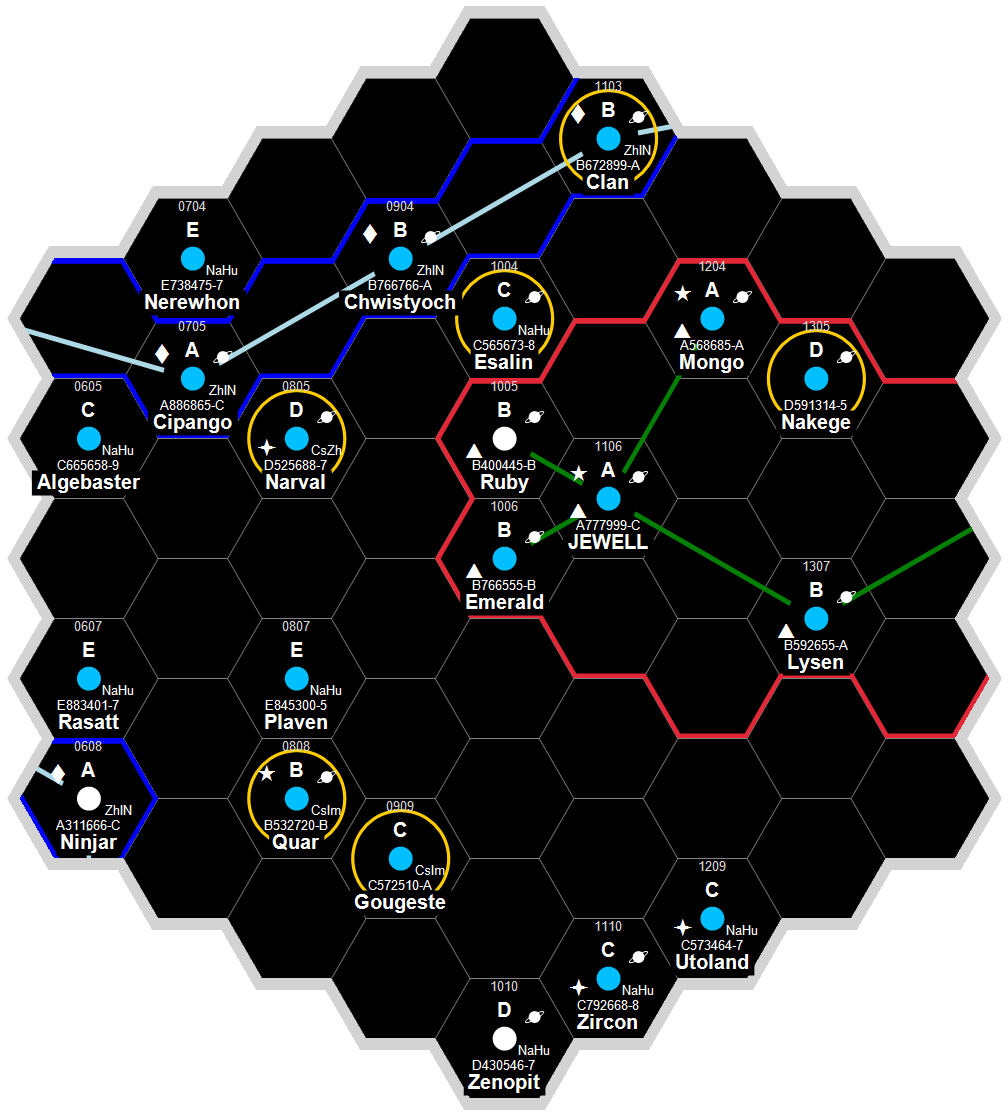 1103
B
ZhIN
B672899-A
Clan
0704
E
NaHu
E738475-7
Nerewhon
0904
B
ZhIN
B766766-A
Chwistyoch
1004
C
NaHu
C565673-8
Esalin
1204
A
A568685-A
Mongo
0705
A
ZhIN
A886865-C
Cipango
1305
D
D591314-5
Nakege
0605
C
NaHu
C665658-9
Algebaster
0805
D
CsZh
D525688-7
Narval
1005
B
B400445-B
Ruby
1106
A
A777999-C
JEWELL
1006
B
B766555-B
Emerald
1307
B
B592655-A
Lysen
0607
E
NaHu
E883401-7
Rasatt
0807
E
NaHu
E845300-5
Plaven
0608
A
ZhIN
A311666-C
Ninjar
0808
B
CsIm
B532720-B
Quar
0909
C
CsIm
C572510-A
Gougeste
1209
C
NaHu
C573464-7
Utoland
1110
C
NaHu
C792668-8
Zircon
1010
D
NaHu
D430546-7
Zenopit